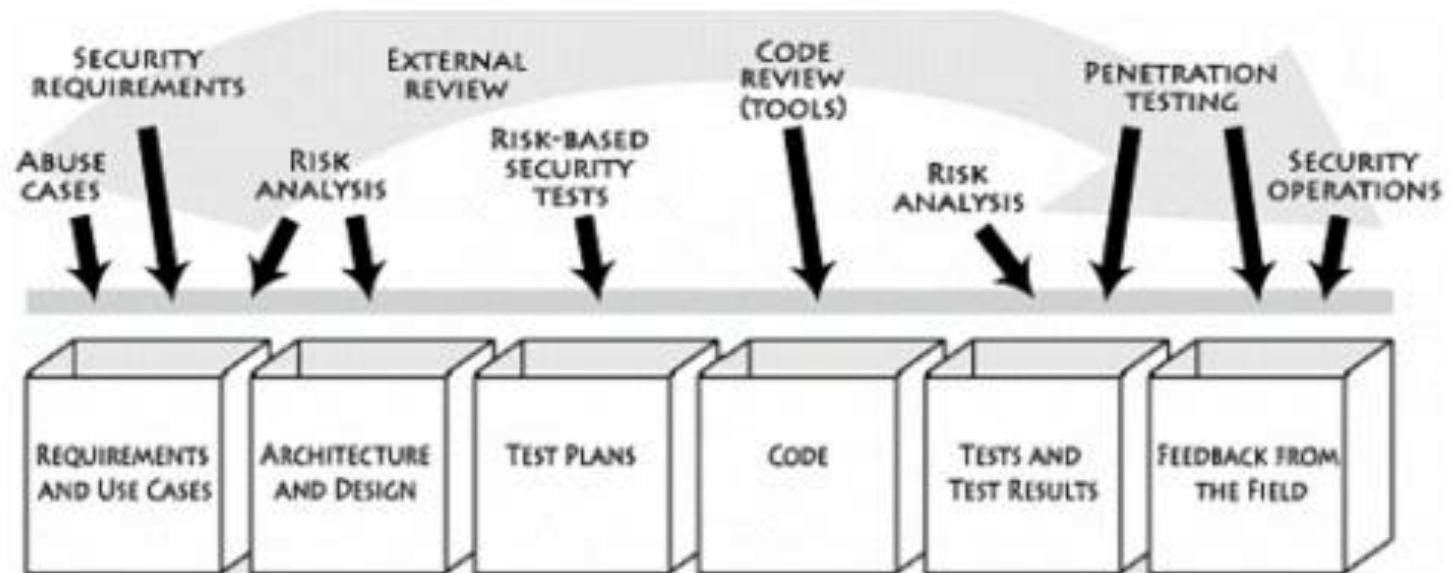 SECURITY
REQUIREMENTS
EXTERNAL
REVIEW
CODE
REVIEW
(TOOLS)
PENETRATION
TESTING
ABUSE
CASES
RISK
ANALYSIS
RISK-BASED
SECURITY
TESTS
RISK
ANALYSIS
SECURITY
OPERATIONS
REQUIREMENTS
AND USE CASES
ARCHITECTURE
AND DESIGN
TEST PLANS
CODE
TESTS AND
TEST RESULTS
FEEDBACK FROM
THE FIELD